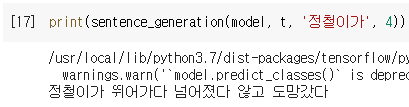 [17] print(sentence_generation(model, t, '정철이가', 4))
/usr/local/lib/python3.7/dist-packages/tensorflow/py
warnings.warn('`model.predict_classes()` is deprec
정철이가 뛰어가다 넘어졌다 않고 도망갔다